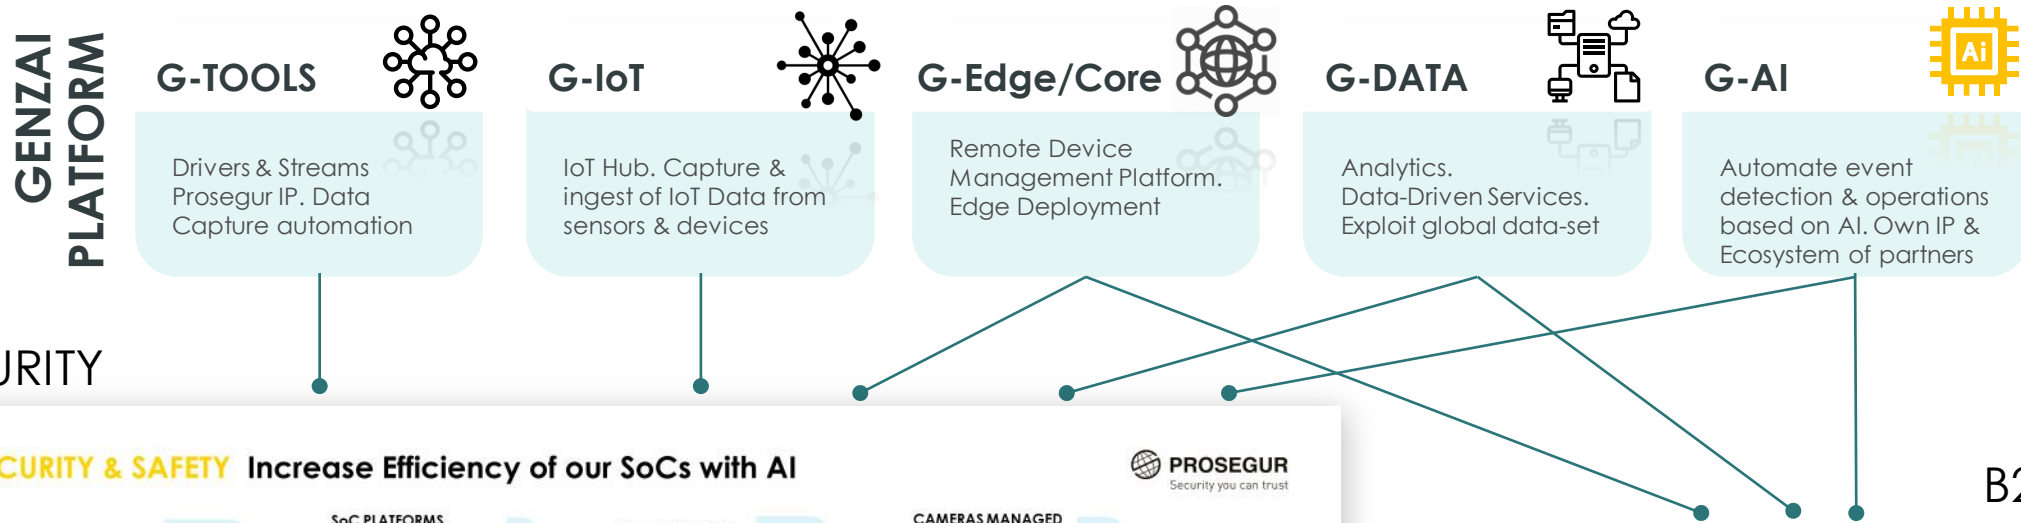 GENZAI
PLATFORM
G-TOOLS
Drivers & Streams
Prosegur IP. Data
Capture automation
G-IoT
IoT Hub. Capture &
ingest of IoT Data from
sensors & devices
G-Edge/Core
Remote Device
Management Platform.
Edge Deployment
G-DATA
Analytics.
Data-Driven Services.
Exploit global data-set
G-AI
Ai
Automate event
detection & operations
based on AI. Own IP &
Ecosystem of partners
URITY
CURITY & SAFETY Increase Efficiency of our SoCs with AI
PROSEGUR
Security you can trust
SoC PLATFORMS
CAMERAS MANAGED
B2